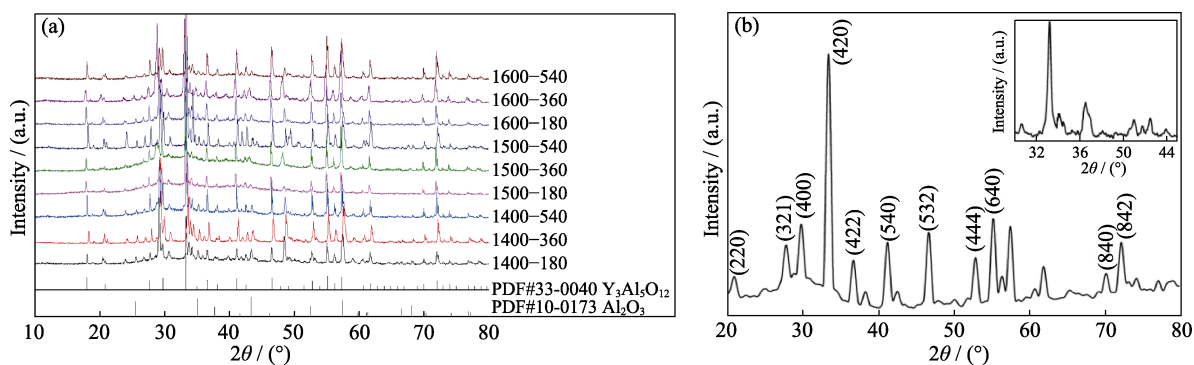 (a)
Intensity / (a.u.)
1600−540
1600−360
1600−180
1500−540
1500−360
1500−180
1400−540
1400−360
1400−180
PDF#33-0040 Y₃Al₅O₁₂
PDF#10-0173 Al₂O₃
10 20 30 40 50 60 70 80
2θ / (°)
(b)
Intensity / (a.u.)
(220)
(321)
(400)
(420)
(422)
(540)
(532)
(444)
(640)
(840)
(842)
20 30 40 50 60 70 80
2θ / (°)
Intensity / (a.u.)
32 36 50 52 44
2θ / (°)